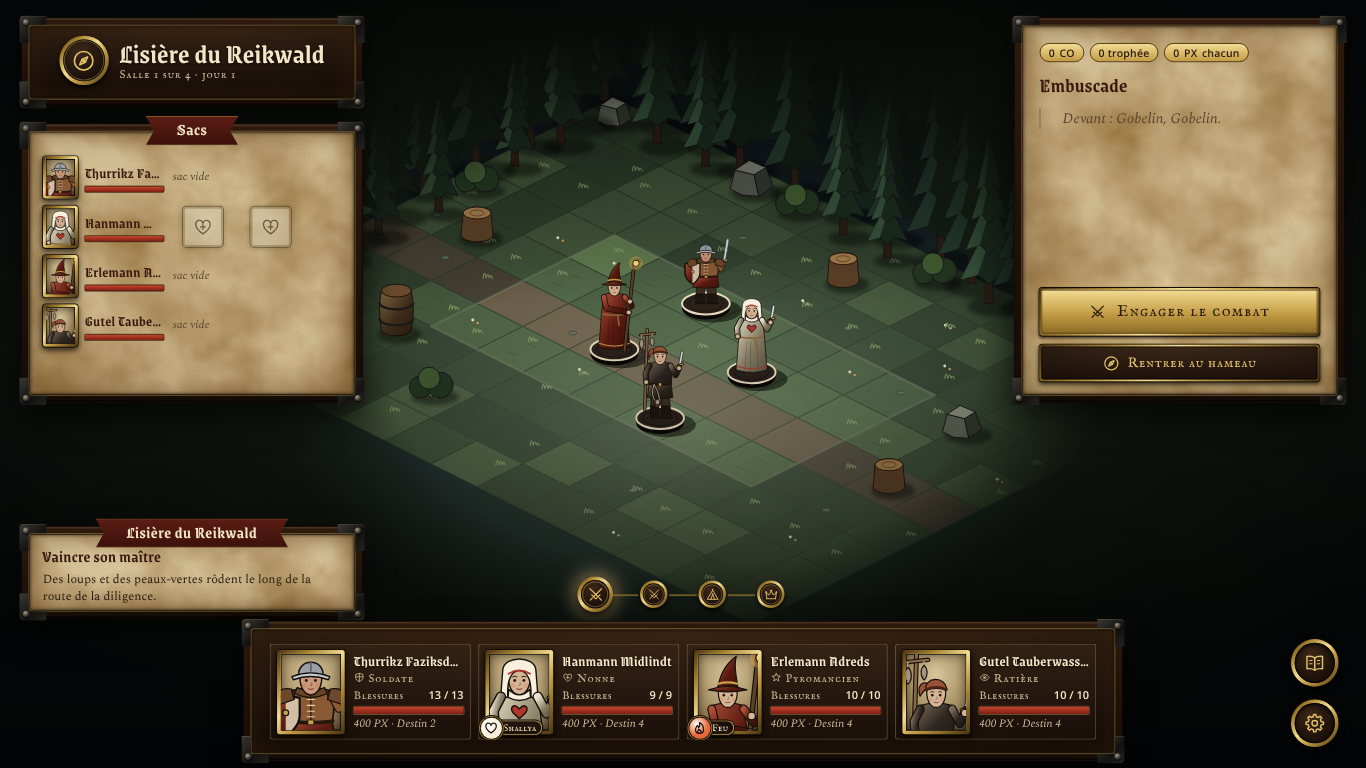 Lisière du Reikwald
Salle 1 sur 4 · jour 1
Sacs
Thurrikz Fa...
sac vide
Hanmann ...
Erlemann A...
sac vide
Gutel Taube...
sac vide
0 CO
0 trophée
0 PX chacun
Embuscade
Devant : Gobelin, Gobelin.
Engager le combat
Rentrer au hameau
Lisière du Reikwald
Vaincre son maître
Des loups et des peaux-vertes rôdent le long de la
route de la diligence.
Thurrikz Faziksd...
Soldate
Blessures 13 / 13
400 PX · Destin 2
Hanmann Midlindt
Nonne
Blessures 9 / 9
400 PX · Destin 4
Shallya
Erlemann Adreds
Pyromancien
Blessures 10 / 10
400 PX · Destin 4
Feu
Gutel Tauberwass...
Ratière
Blessures 10 / 10
400 PX · Destin 4